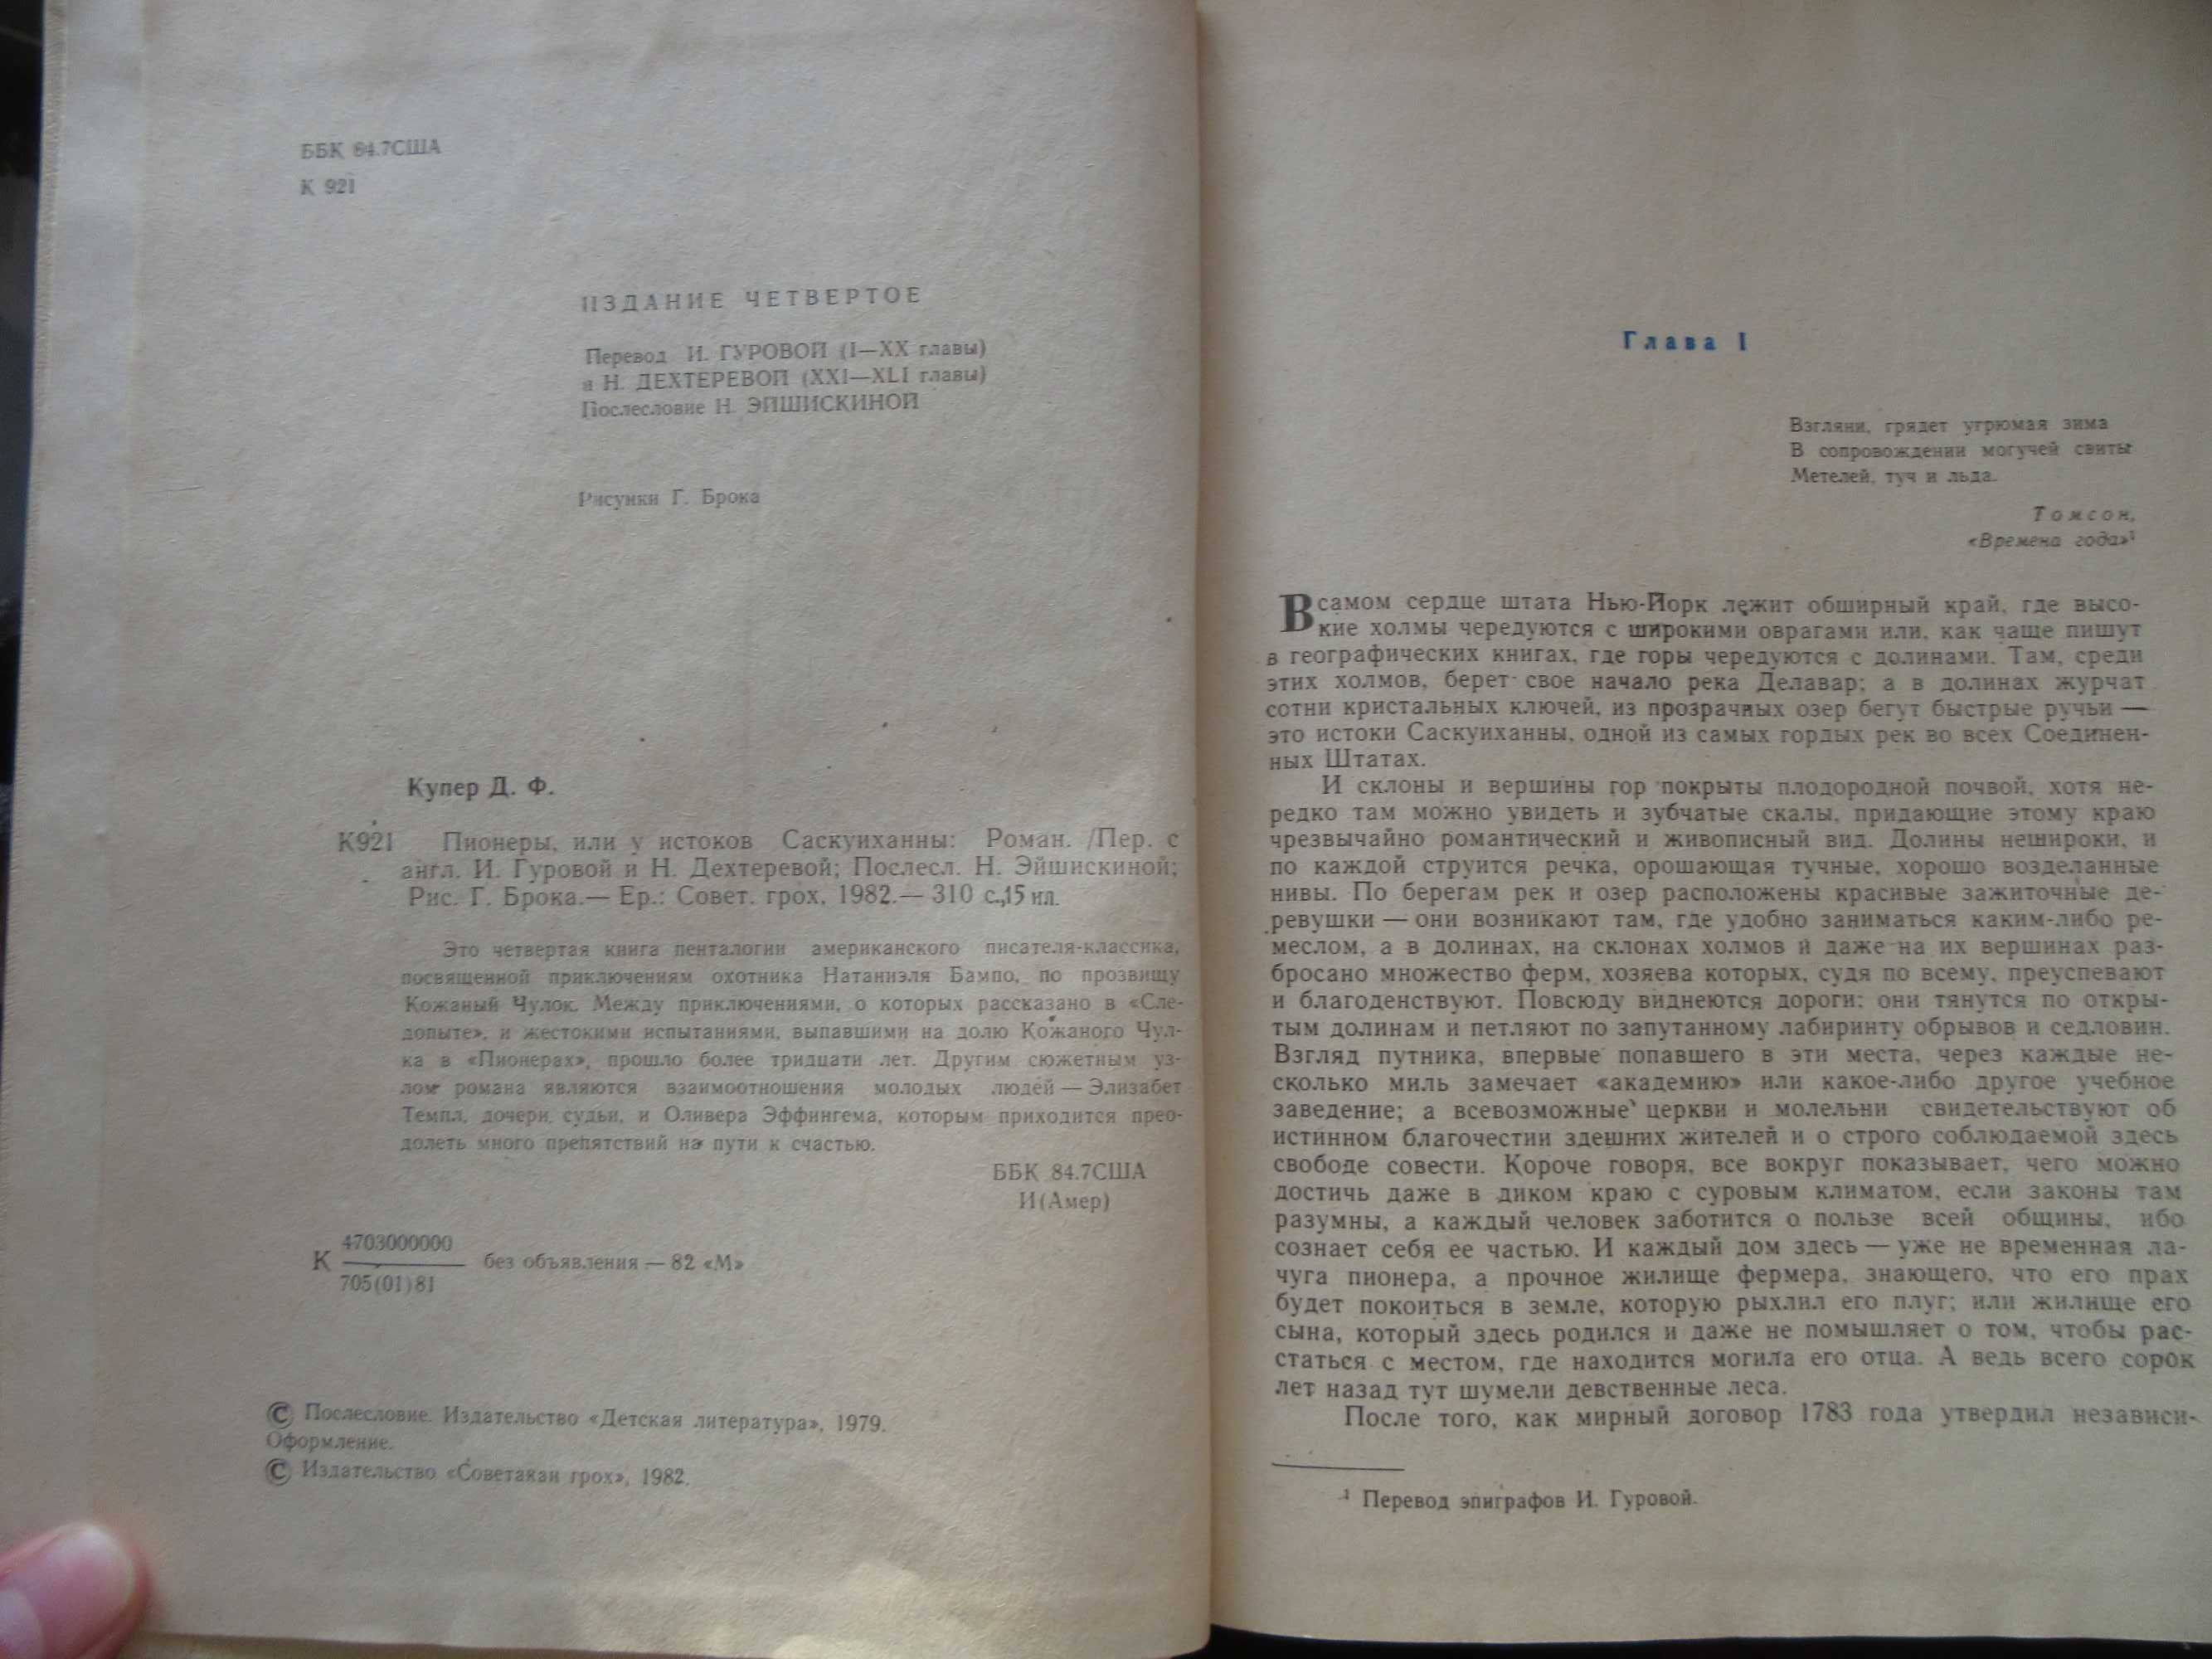 ББК 84.7США
К 921
ИЗДАНИЕ ЧЕТВЕРТОЕ
Перевод И. ГУРОВОЙ (I—XX главы)
и Н. ДЕХТЕРЕВОЙ (XXI—XLI главы)
Послесловие Н. ЭЙШИСКИНОЙ
Рисунки Г. Брока
Купер Д. Ф.
К921 Пионеры, или у истоков Саскуиханны: Роман. /Пер. с
англ. И. Гуровой и Н. Дехтеревой; Послесл. Н. Эйшискиной;
Рис. Г. Брока.— Ер.: Совет. грох, 1982.— 310 с.,15 ил.
Это четвертая книга пенталогии американского писателя-классика,
посвященной приключениям охотника Натаниэля Бампо, по прозвищу
Кожаный Чулок. Между приключениями, о которых рассказано в «Сле-
допыте», и жестокими испытаниями, выпавшими на долю Кожаного Чул-
ка в «Пионерах», прошло более тридцати лет. Другим сюжетным уз-
лом романа являются взаимоотношения молодых людей — Элизабет
Темпл, дочери судьи, и Оливера Эффингема, которым приходится прео-
долеть много препятствий на пути к счастью.
ББК 84.7США
И(Амер)
К 4703000000 без объявления — 82 «М»
705(01)81
© Послесловие. Издательство «Детская литература», 1979.
Оформление.
© Издательство «Советакан грох», 1982.
Глава I
Взгляни, грядет угрюмая зима
В сопровождении могучей свиты
Метелей, туч и льда.
Томсон,
«Времена года»¹
В самом сердце штата Нью-Йорк лежит обширный край, где высо-
кие холмы чередуются с широкими оврагами или, как чаще пишут
в географических книгах, где горы чередуются с долинами. Там, среди
этих холмов, берет свое начало река Делавар; а в долинах журчат
сотни кристальных ключей, из прозрачных озер бегут быстрые ручьи —
это истоки Саскуиханны, одной из самых гордых рек во всех Соединен-
ных Штатах.
И склоны и вершины гор покрыты плодородной почвой, хотя не-
редко там можно увидеть и зубчатые скалы, придающие этому краю
чрезвычайно романтический и живописный вид. Долины нешироки, и
по каждой струится речка, орошающая тучные, хорошо возделанные
нивы. По берегам рек и озер расположены красивые зажиточные де-
ревушки — они возникают там, где удобно заниматься каким-либо ре-
меслом, а в долинах, на склонах холмов и даже на их вершинах раз-
бросано множество ферм, хозяева которых, судя по всему, преуспевают
и благоденствуют. Повсюду виднеются дороги: они тянутся по откры-
тым долинам и петляют по запутанному лабиринту обрывов и седловин.
Взгляд путника, впервые попавшего в эти места, через каждые не-
сколько миль замечает «академию» или какое-либо другое учебное
заведение; а всевозможные церкви и молельни свидетельствуют об
истинном благочестии здешних жителей и о строго соблюдаемой здесь
свободе совести. Короче говоря, все вокруг показывает, чего можно
достичь даже в диком краю с суровым климатом, если законы там
разумны, а каждый человек заботится о пользе всей общины, ибо
сознает себя ее частью. И каждый дом здесь — уже не временная ла-
чуга пионера, а прочное жилище фермера, знающего, что его прах
будет покоиться в земле, которую рыхлил его плуг; или жилище его
сына, который здесь родился и даже не помышляет о том, чтобы рас-
статься с местом, где находится могила его отца. А ведь всего сорок
лет назад тут шумели девственные леса.
После того, как мирный договор 1783 года утвердил независи-
¹ Перевод эпиграфов И. Гуровой.